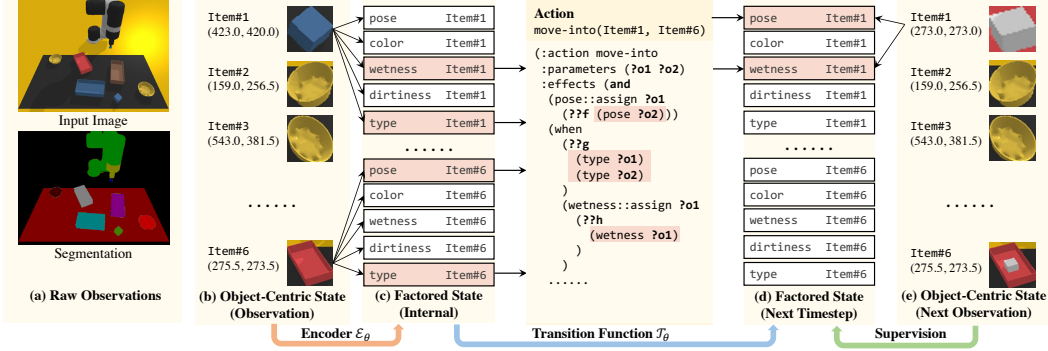 Input Image
Segmentation
(a) Raw Observations
Item#1
(423.0, 420.0)
Item#2
(159.0, 256.5)
Item#3
(543.0, 381.5)
......
Item#6
(275.5, 273.5)
(b) Object-Centric State
(Observation)
pose Item#1
color Item#1
wetness Item#1
dirtiness Item#1
type Item#1
......
pose Item#6
color Item#6
wetness Item#6
dirtiness Item#6
type Item#6
(c) Factored State
(Internal)
Action
move-into(Item#1, Item#6)
(:action move-into
:parameters (?o1 ?o2)
:effects (and
(pose::assign ?o1
(??f (pose ?o2)))
(when
(??g
(type ?o1)
(type ?o2)
)
(wetness::assign ?o1
(??h
(wetness ?o1)
)
)
......
pose Item#1
color Item#1
wetness Item#1
dirtiness Item#1
type Item#1
......
pose Item#6
color Item#6
wetness Item#6
dirtiness Item#6
type Item#6
(d) Factored State
(Next Timestep)
Item#1
(273.0, 273.0)
Item#2
(159.0, 256.5)
Item#3
(543.0, 381.5)
......
Item#6
(275.5, 273.5)
(e) Object-Centric State
(Next Observation)
Encoder ℰθ
Transition Function 𝒯θ
Supervision